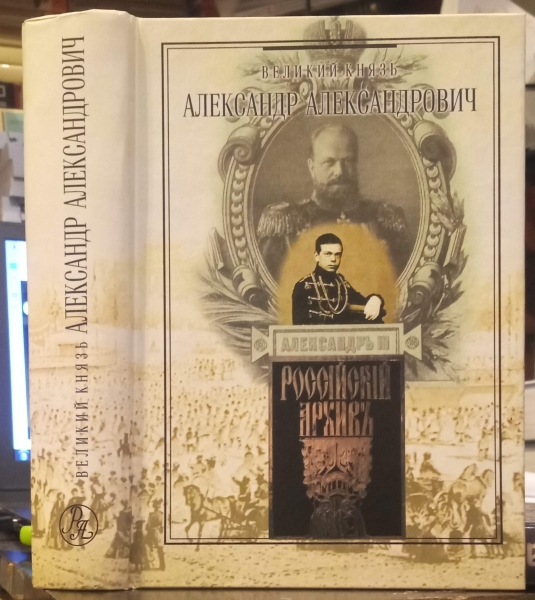 ВЕЛИКИЙ КНЯЗЬ АЛЕКСАНДР АЛЕКСАНДРОВИЧ
РА
ВЕЛИКИЙ КНЯЗЬ
АЛЕКСАНДР АЛЕКСАНДРОВИЧ
АЛЕКСАНДРЪ III
РОССІЙСКІЙ
АРХИВЪ